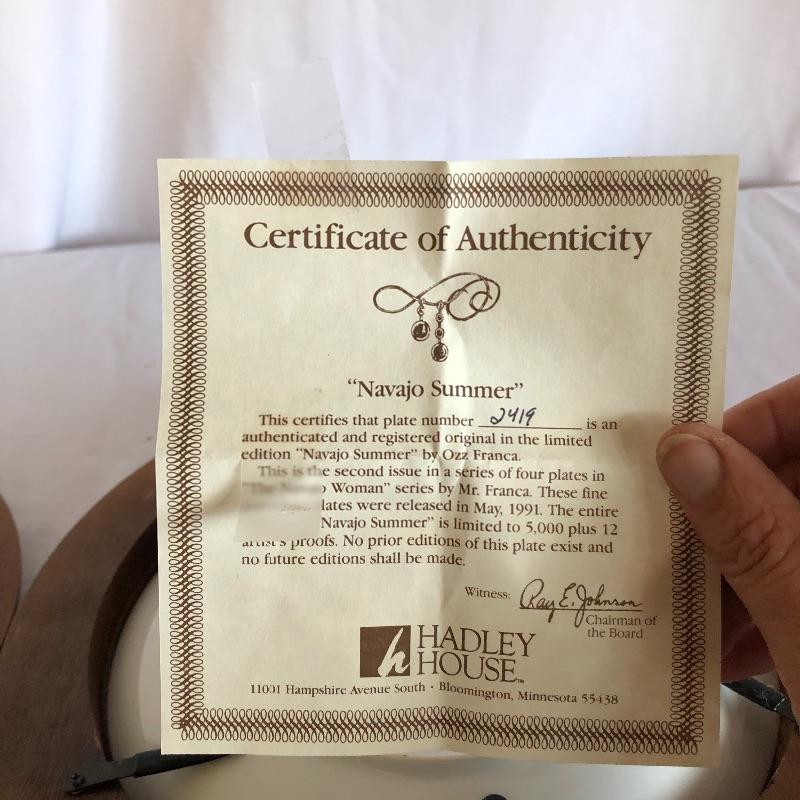 Certificate of Authenticity
"Navajo Summer"
This certifies that plate number 2419 is an
authenticated and registered original in the limited
edition "Navajo Summer" by Ozz Franca.
This is the second issue in a series of four plates in
Woman" series by Mr. Franca. These fine
were released in May, 1991. The entire
Navajo Summer" is limited to 5,000 plus 12
artist's proofs. No prior editions of this plate exist and
no future editions shall be made.
Witness: Ray E. Johnson
Chairman of
the Board
h HADLEY
HOUSE™
11001 Hampshire Avenue South · Bloomington, Minnesota 55438